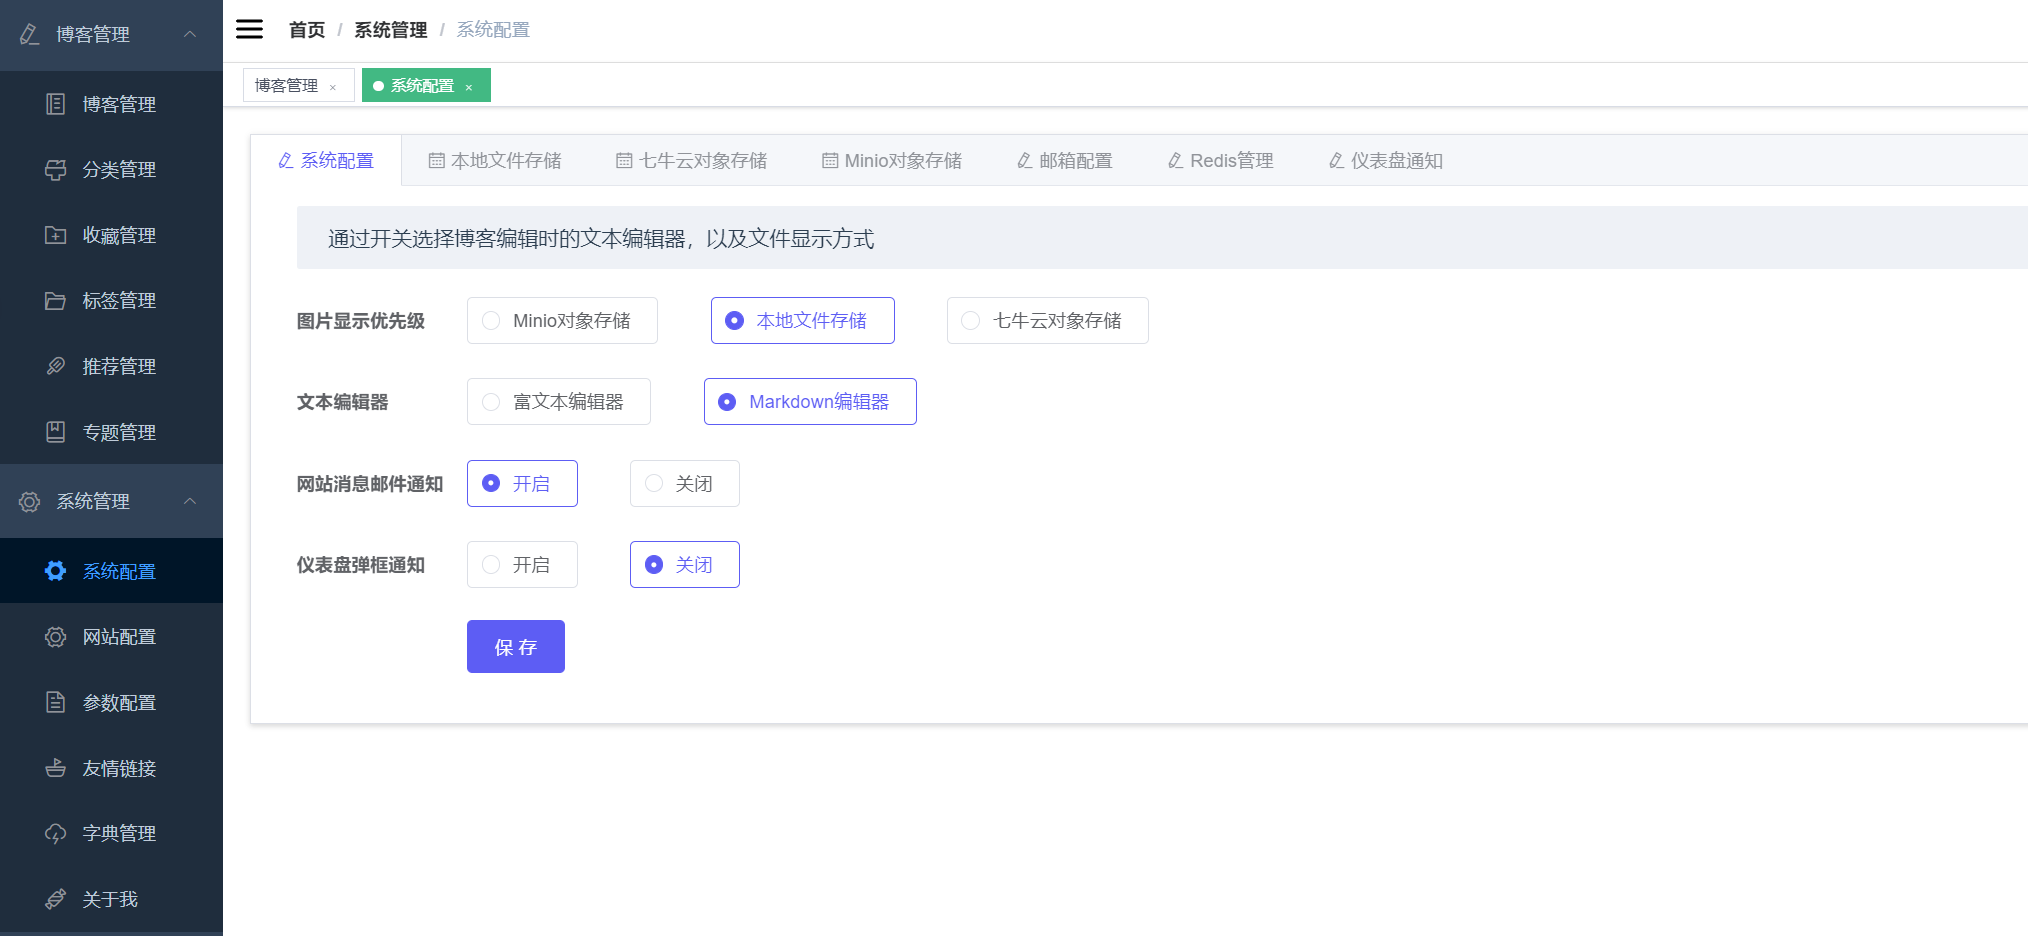 博客管理
博客管理
分类管理
收藏管理
标签管理
推荐管理
专题管理
系统管理
系统配置
网站配置
参数配置
友情链接
字典管理
关于我
首页 / 系统管理 / 系统配置
博客管理 × 系统配置 ×
系统配置 本地文件存储 七牛云对象存储 Minio对象存储 邮箱配置 Redis管理 仪表盘通知
通过开关选择博客编辑时的文本编辑器，以及文件显示方式
图片显示优先级 Minio对象存储 本地文件存储 七牛云对象存储
文本编辑器 富文本编辑器 Markdown编辑器
网站消息邮件通知 开启 关闭
仪表盘弹框通知 开启 关闭
保 存